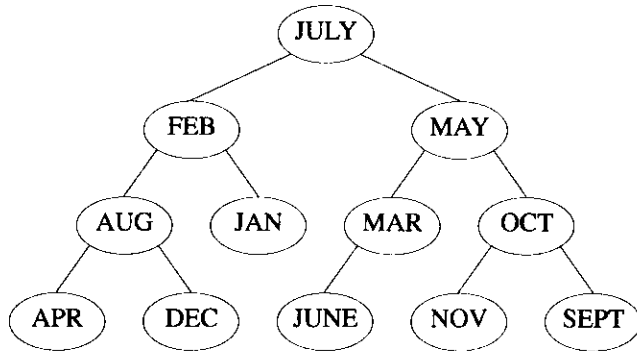 JULY
FEB MAY
AUG JAN MAR OCT
APR DEC JUNE NOV SEPT